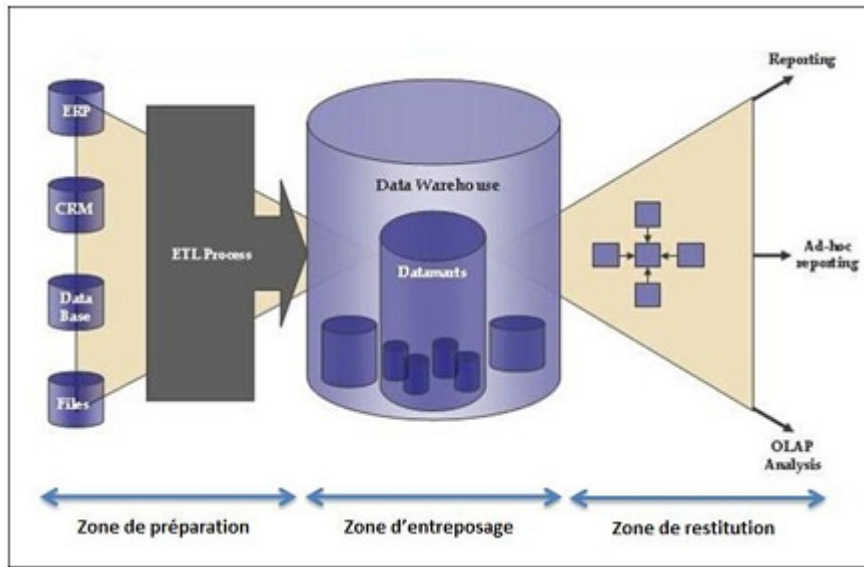 ERP
CRM
Data
Base
Files
ETL Process
Data Warehouse
Datamarts
Reporting
Ad-hoc
reporting
OLAP
Analysis
Zone de préparation
Zone d'entreposage
Zone de restitution